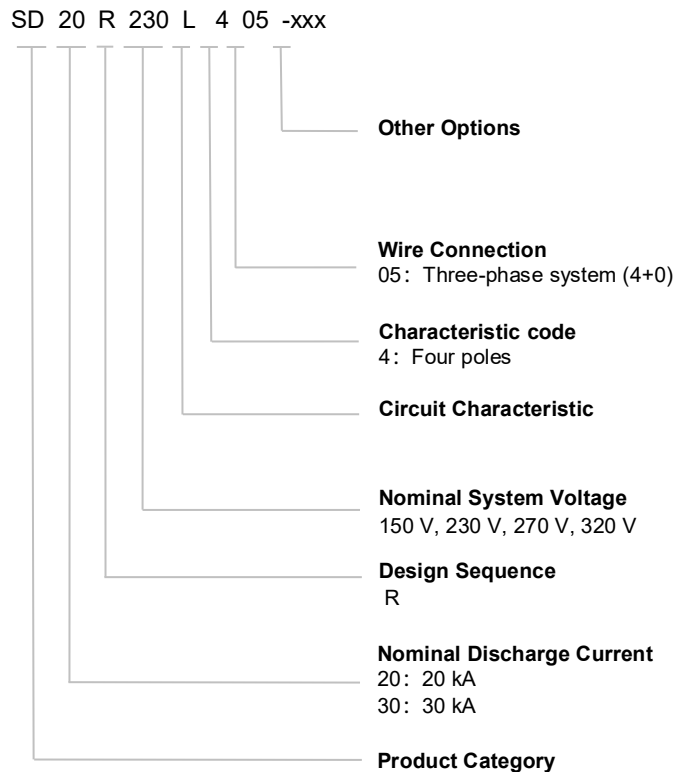 SD 20 R 230 L 4 05 -xxx
Other Options
Wire Connection
05：Three-phase system (4+0)
Characteristic code
4：Four poles
Circuit Characteristic
Nominal System Voltage
150 V, 230 V, 270 V, 320 V
Design Sequence
R
Nominal Discharge Current
20：20 kA
30：30 kA
Product Category